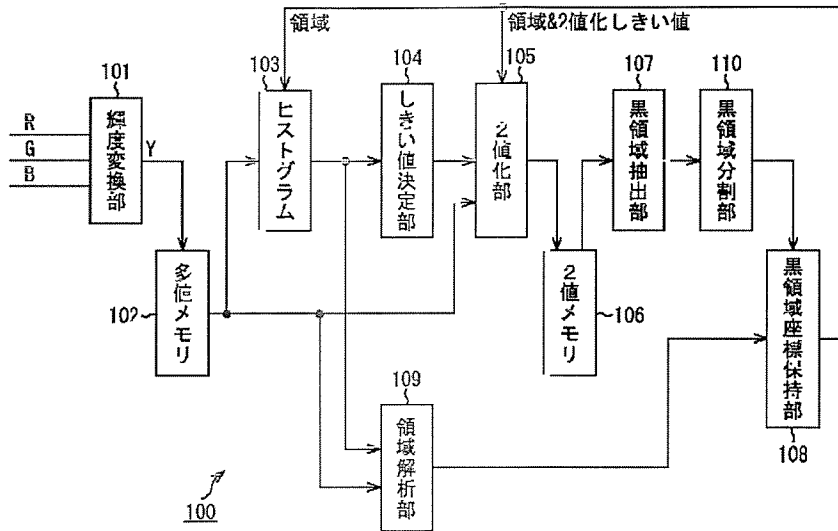 領域
領域&2値化しきい値
101
103
104
105
107
110
R
G
B
輝度変換部
Y
ヒストグラム
しきい値決定部
2値化部
黒領域抽出部
黒領域分割部
102
多値メモリ
2値メモリ
106
黒領域座標保持部
108
109
領域解析部
100